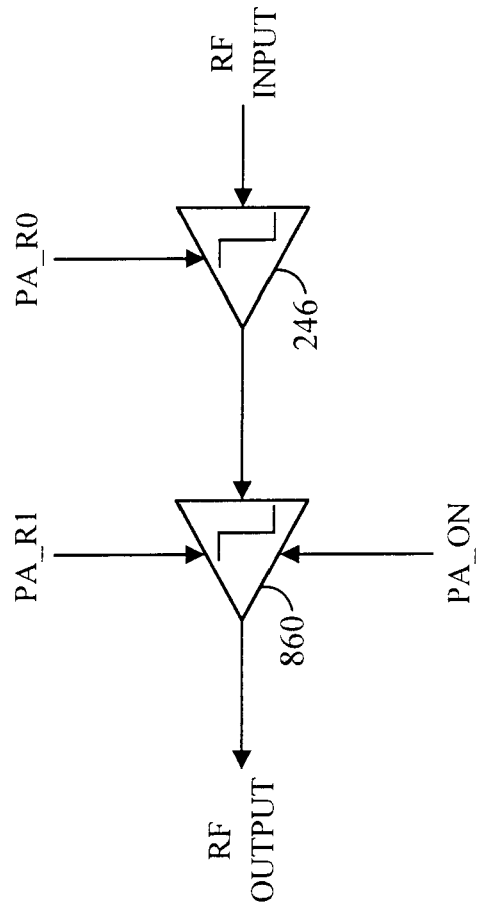 RF
INPUT
PA_R0
246
PA_R1
860
PA_ON
RF
OUTPUT